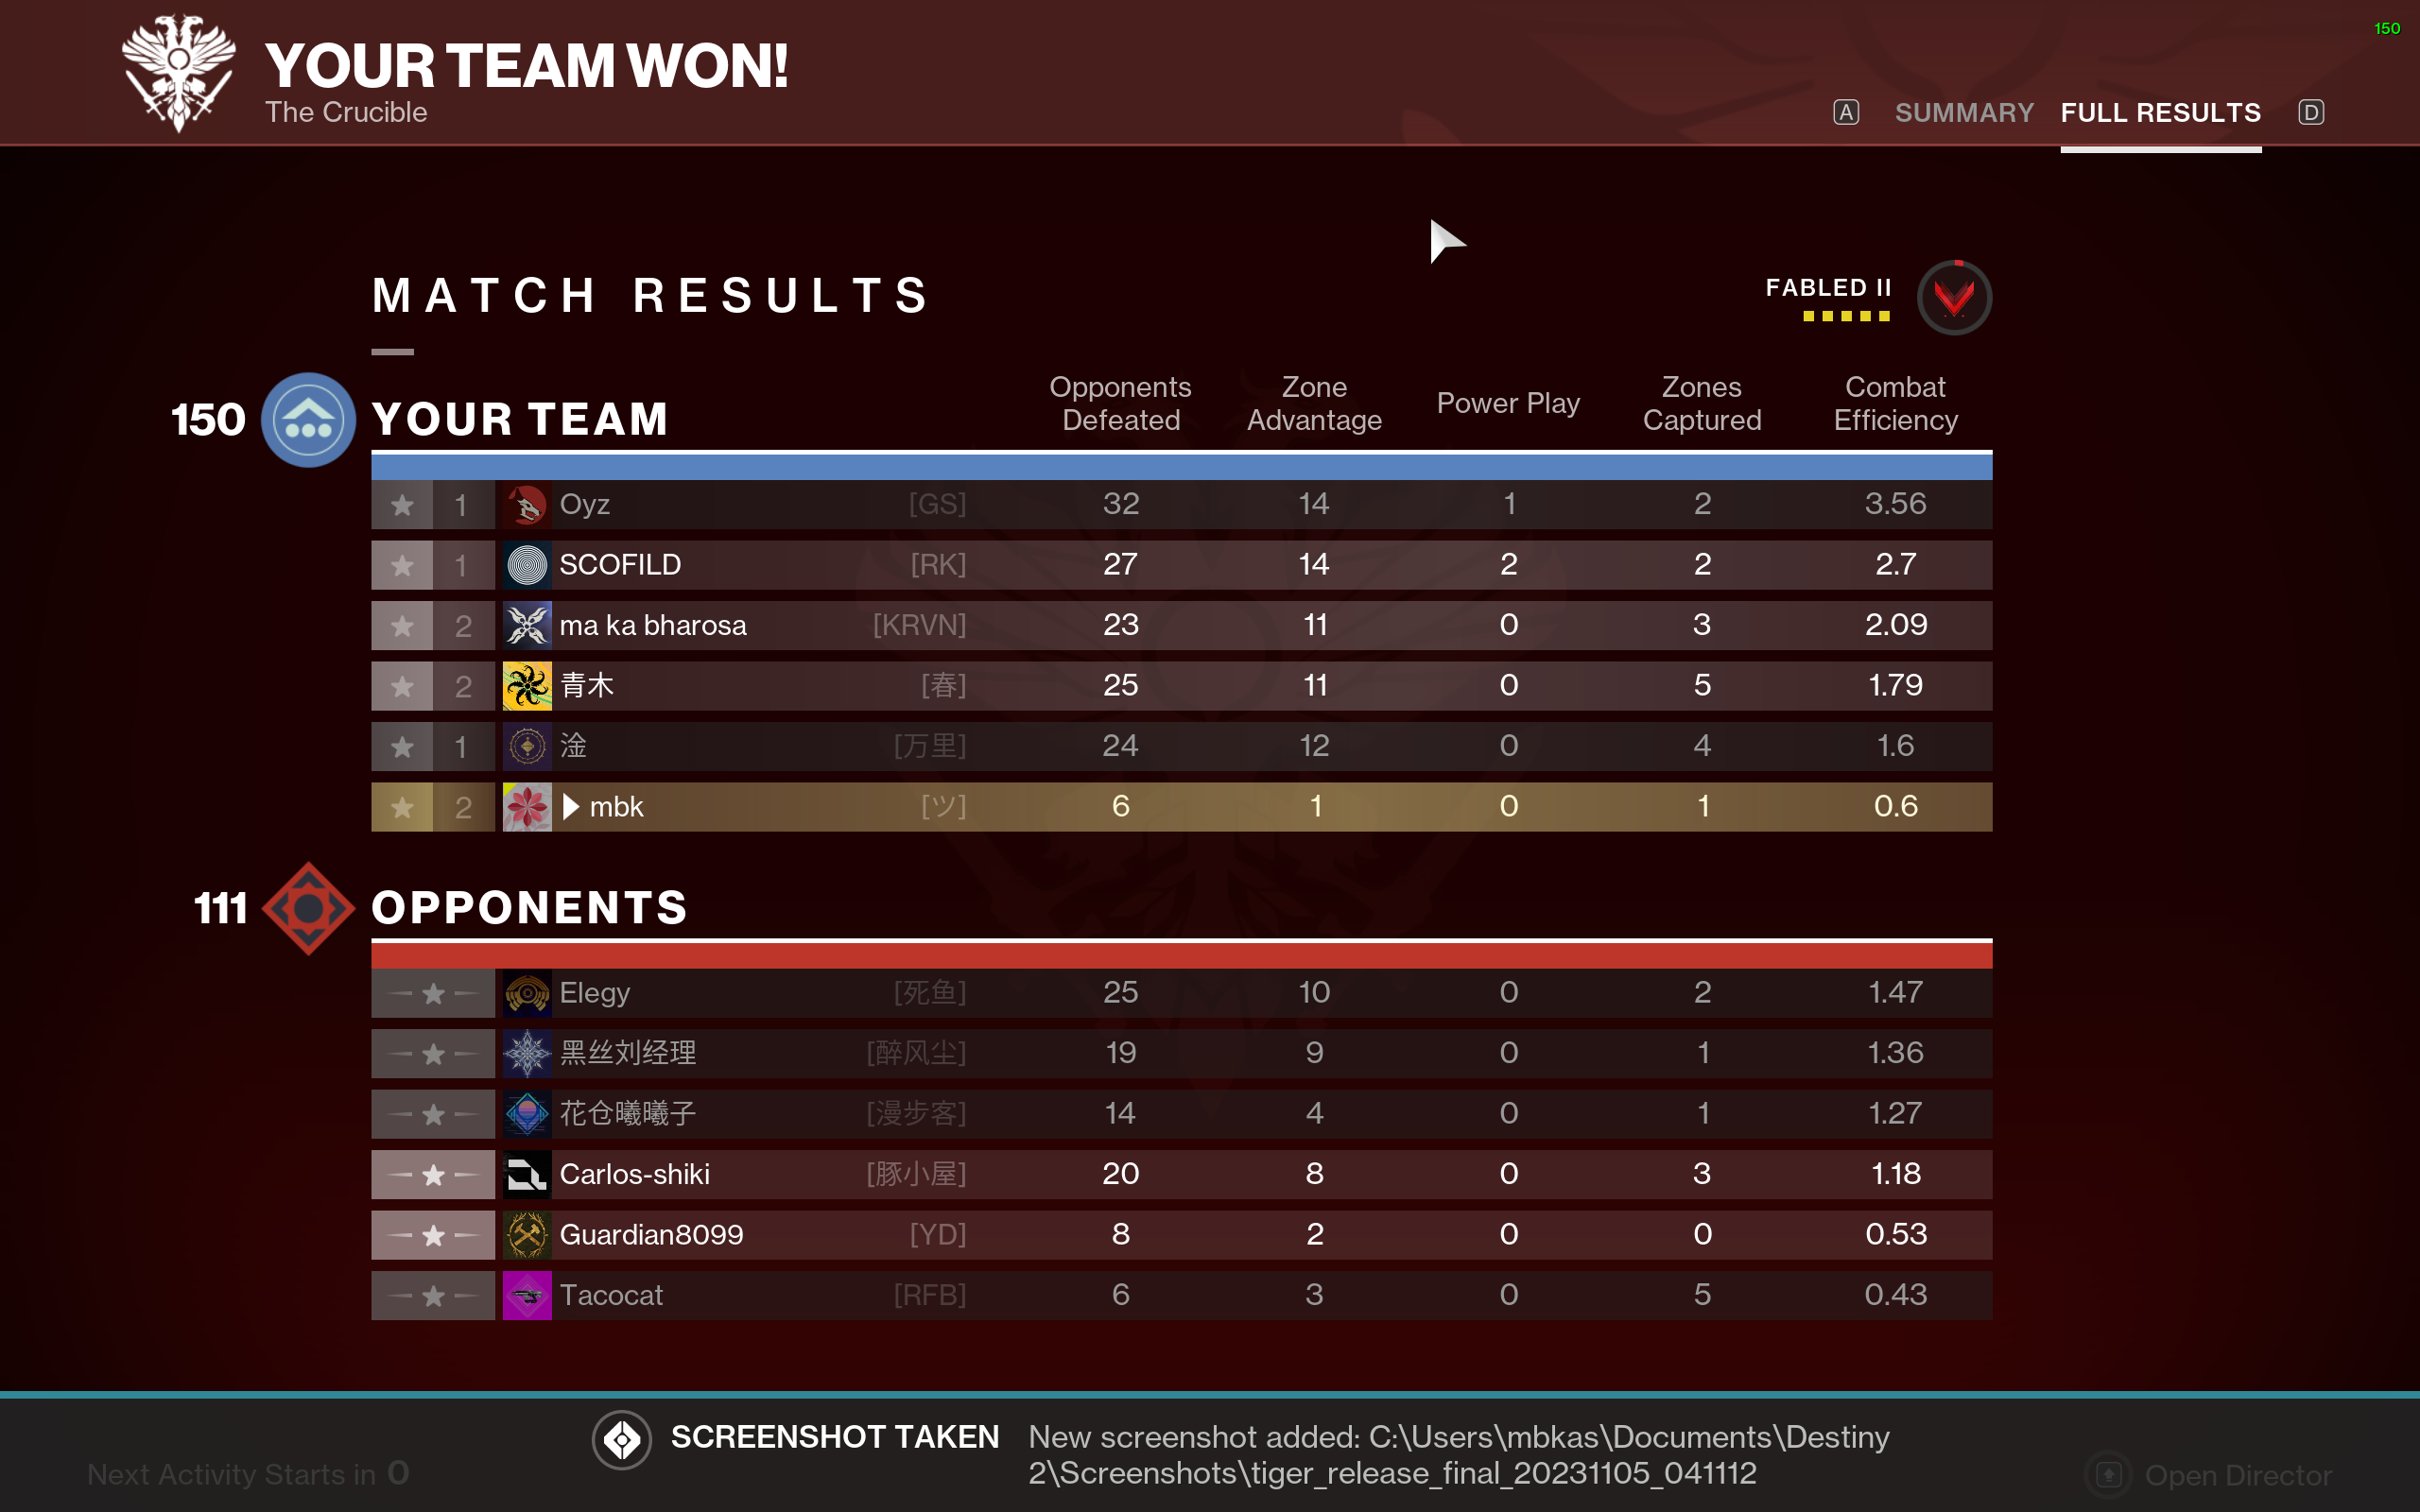 150
YOUR TEAM WON!
The Crucible
A SUMMARY FULL RESULTS D
MATCH RESULTS
FABLED II
Opponents Defeated Zone Advantage Power Play Zones Captured Combat Efficiency
150 YOUR TEAM
1 Oyz [GS] 32 14 1 2 3.56
1 SCOFILD [RK] 27 14 2 2 2.7
2 ma ka bharosa [KRVN] 23 11 0 3 2.09
2 青木 [春] 25 11 0 5 1.79
1 淦 [万里] 24 12 0 4 1.6
2 mbk [ツ] 6 1 0 1 0.6
111 OPPONENTS
Elegy [死鱼] 25 10 0 2 1.47
黑丝刘经理 [醉风尘] 19 9 0 1 1.36
花仓曦曦子 [漫步客] 14 4 0 1 1.27
Carlos-shiki [豚小屋] 20 8 0 3 1.18
Guardian8099 [YD] 8 2 0 0 0.53
Tacocat [RFB] 6 3 0 5 0.43
SCREENSHOT TAKEN New screenshot added: C:\Users\mbkas\Documents\Destiny
2\Screenshots\tiger_release_final_20231105_041112
Next Activity Starts in 0
Open Director